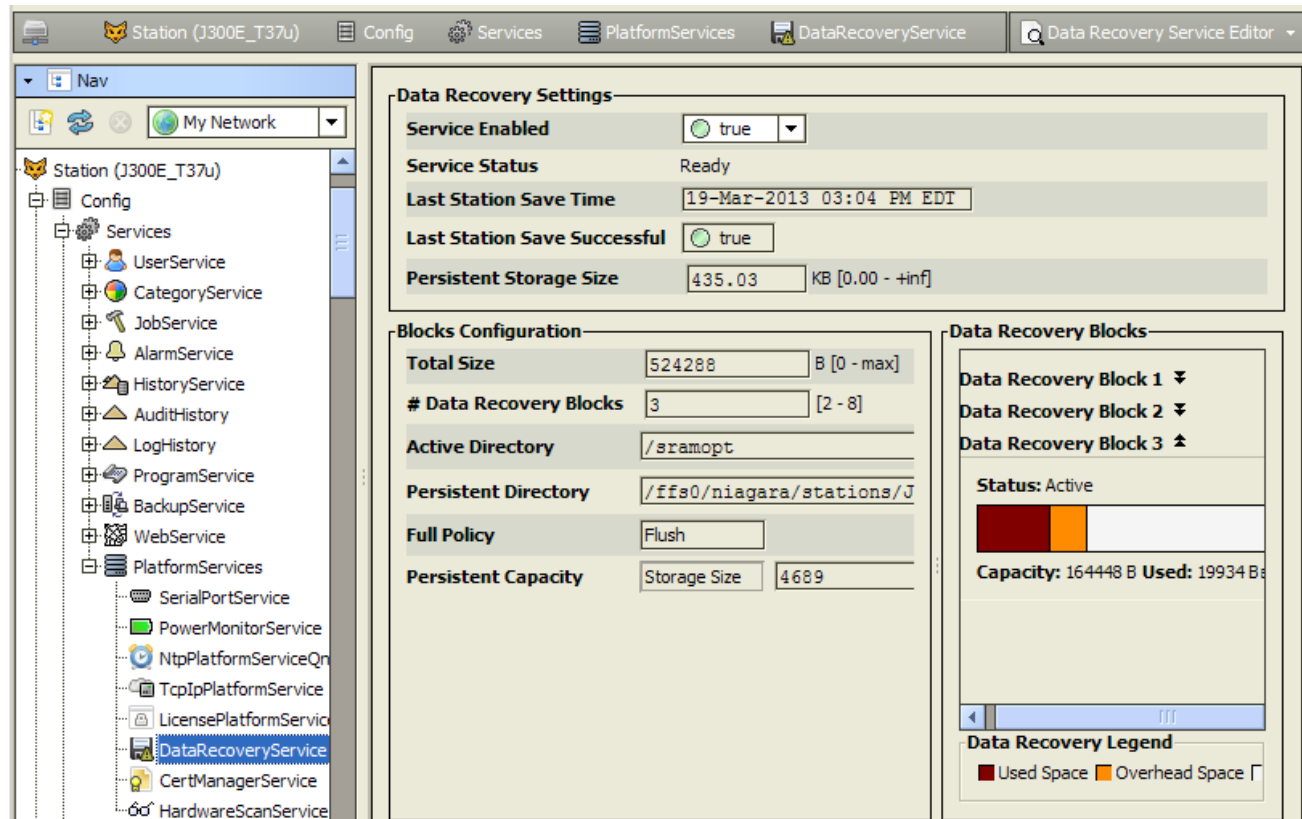 Station (J300E_T37u) Config Services PlatformServices DataRecoveryService Data Recovery Service Editor
Nav
My Network
Station (J300E_T37u)
Config
Services
UserService
CategoryService
JobService
AlarmService
HistoryService
AuditHistory
LogHistory
ProgramService
BackupService
WebService
PlatformServices
SerialPortService
PowerMonitorService
NtpPlatformServiceQn
TcpIpPlatformService
LicensePlatformServic
DataRecoveryService
CertManagerService
HardwareScanService
Data Recovery Settings
Service Enabled true
Service Status Ready
Last Station Save Time 19-Mar-2013 03:04 PM EDT
Last Station Save Successful true
Persistent Storage Size 435.03 KB [0.00 - +inf]
Blocks Configuration
Total Size 524288 B [0 - max]
# Data Recovery Blocks 3 [2 - 8]
Active Directory /sramopt
Persistent Directory /ffs0/niagara/stations/J
Full Policy Flush
Persistent Capacity Storage Size 4689
Data Recovery Blocks
Data Recovery Block 1
Data Recovery Block 2
Data Recovery Block 3
Status: Active
Capacity: 164448 B Used: 19934 B
Data Recovery Legend
Used Space Overhead Space